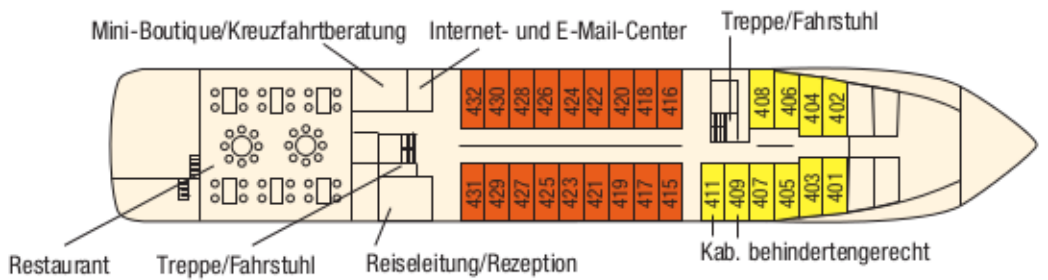 Treppe/Fahrstuhl
Mini-Boutique/Kreuzfahrtberatung
Internet- und E-Mail-Center
432 430 428 426 424 422 420 418 416
408 406 404 402
431 429 427 425 423 421 419 417 415
411 409 407 405 403 401
Restaurant
Treppe/Fahrstuhl
Reiseleitung/Rezeption
Kab. behindertengerecht